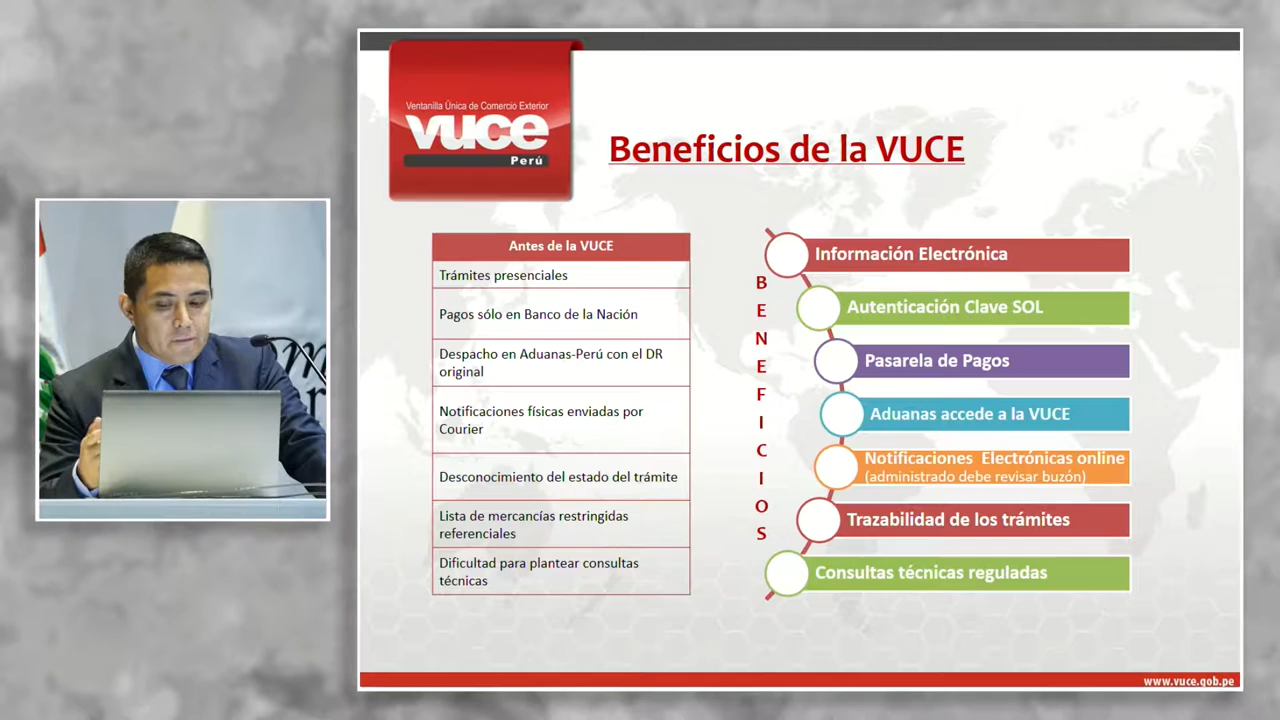 Ventanilla Única de Comercio Exterior
vuce
Perú
Beneficios de la VUCE
Antes de la VUCE
Trámites presenciales
Pagos sólo en Banco de la Nación
Despacho en Aduanas-Perú con el DR
original
Notificaciones físicas enviadas por
Courier
Desconocimiento del estado del trámite
Lista de mercancías restringidas
referenciales
Dificultad para plantear consultas
técnicas
BENEFICIOS
Información Electrónica
Autenticación Clave SOL
Pasarela de Pagos
Aduanas accede a la VUCE
Notificaciones Electrónicas online
(administrado debe revisar buzón)
Trazabilidad de los trámites
Consultas técnicas reguladas
www.vuce.gob.pe